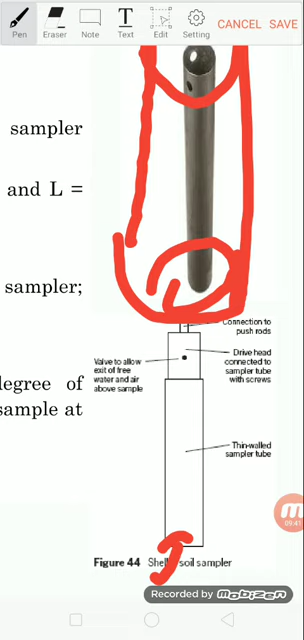 Pen Eraser Note Text Edit Setting CANCEL SAVE
sampler
and L =
sampler;
Connection to
push rods
Valve to allow
exit of free
water and air
above sample
Drive head
connected to
sampler tube
with screws
egree of
sample at
Thin-walled
sampler tube
09:41
Figure 44 soil sampler
Recorded by mobizen